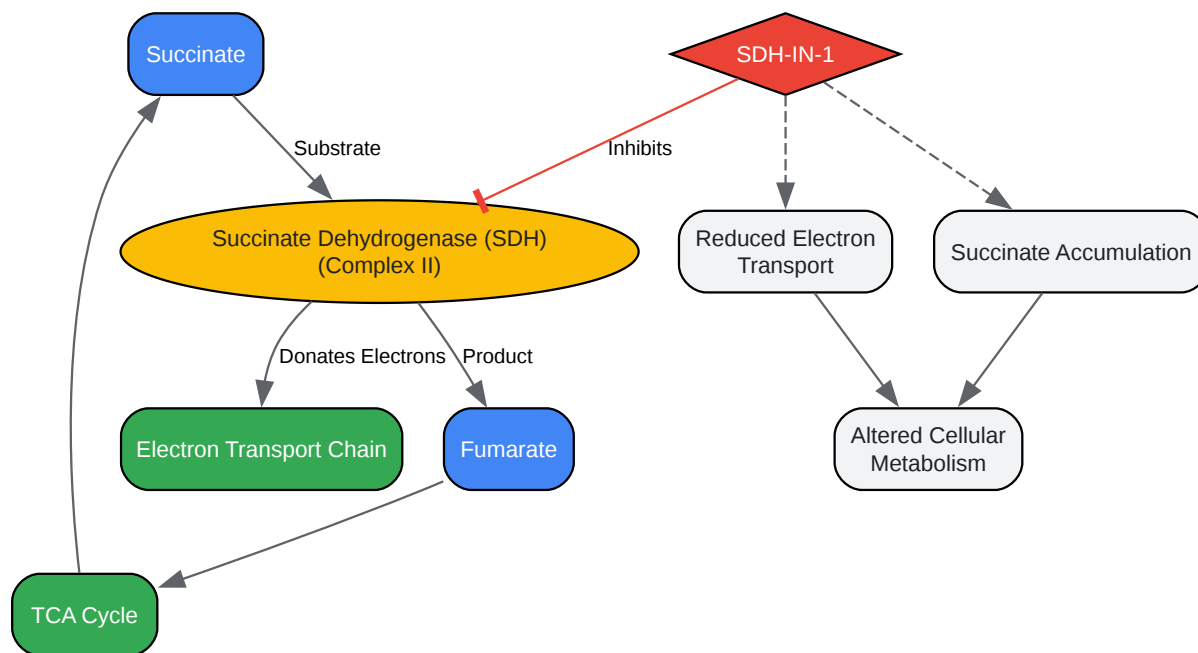 Succinate
SDH-IN-1
Substrate
Inhibits
Succinate Dehydrogenase (SDH)
(Complex II)
Reduced Electron
Transport
Succinate Accumulation
Donates Electrons
Product
Electron Transport Chain
Fumarate
Altered Cellular
Metabolism
TCA Cycle